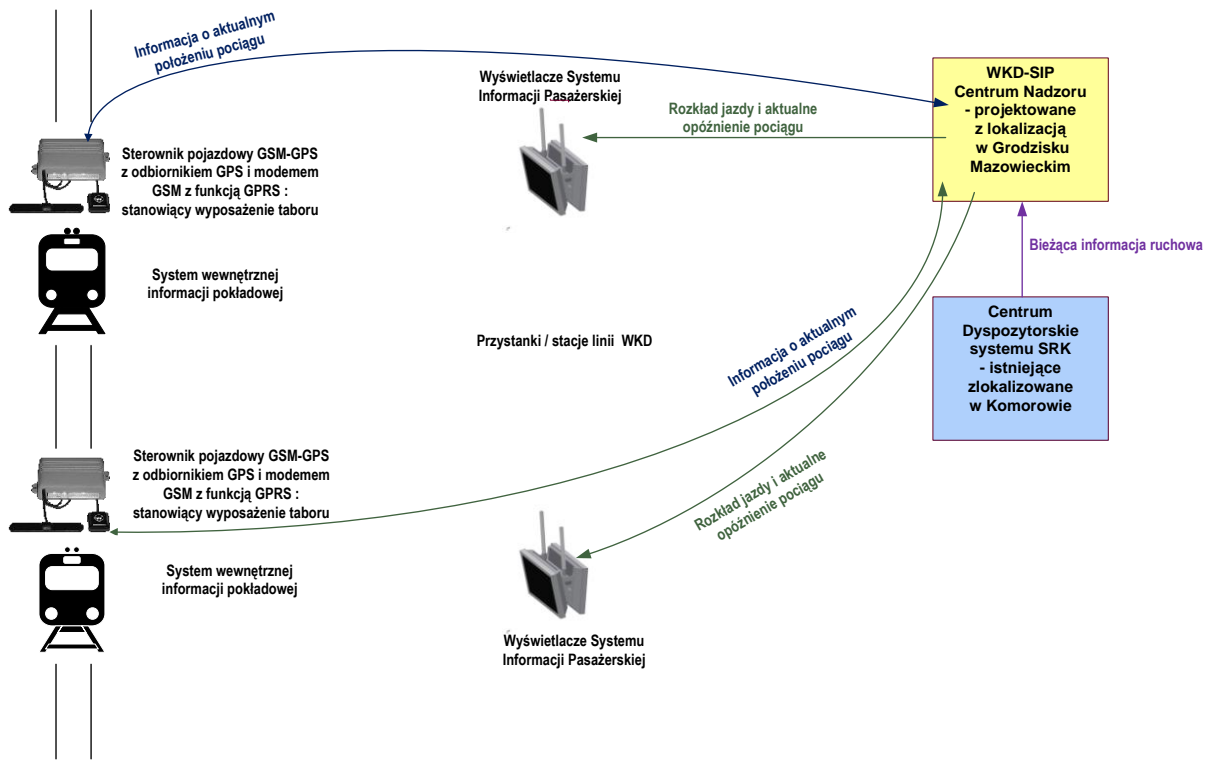 Informacja o aktualnym
położeniu pociągu
Wyświetlacze Systemu
Informacji Pasażerskiej
Rozkład jazdy i aktualne
opóźnienie pociągu
WKD-SIP
Centrum Nadzoru
- projektowane
z lokalizacją
w Grodzisku
Mazowieckim
Sterownik pojazdowy GSM-GPS
z odbiornikiem GPS i modemem
GSM z funkcją GPRS :
stanowiący wyposażenie taboru
Bieżąca informacja ruchowa
System wewnętrznej
informacji pokładowej
Centrum
Dyspozytorskie
systemu SRK
- istniejące
zlokalizowane
w Komorowie
Przystanki / stacje linii WKD
Informacja o aktualnym
położeniu pociągu
Sterownik pojazdowy GSM-GPS
z odbiornikiem GPS i modemem
GSM z funkcją GPRS :
stanowiący wyposażenie taboru
Rozkład jazdy i aktualne
opóźnienie pociągu
System wewnętrznej
informacji pokładowej
Wyświetlacze Systemu
Informacji Pasażerskiej